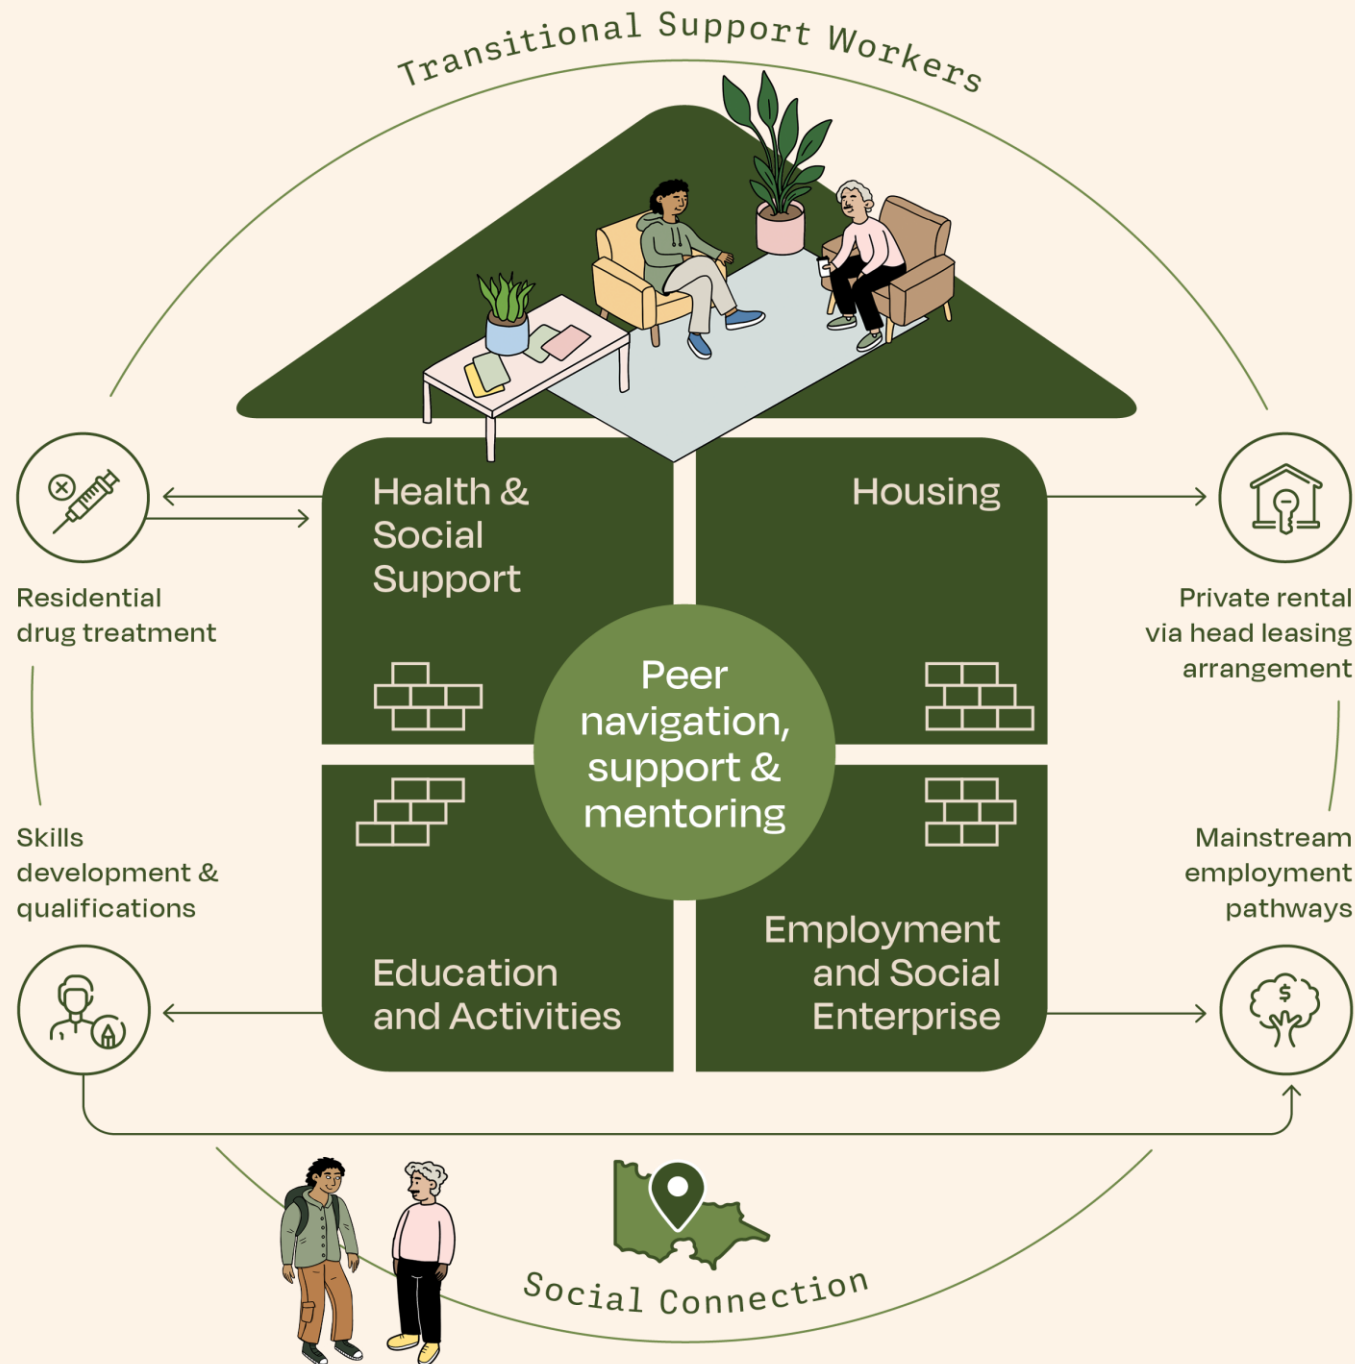 Transitional Support Workers
Health &
Social
Support
Housing
Residential
drug treatment
Private rental
via head leasing
arrangement
Peer
navigation,
support &
mentoring
Skills
development &
qualifications
Mainstream
employment
pathways
Education
and Activities
Employment
and Social
Enterprise
$
Social Connection